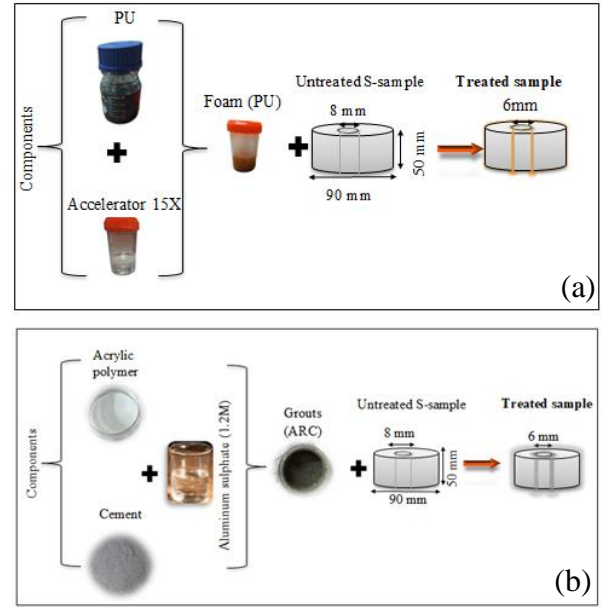 PU
Components
Accelerator 15X
Foam (PU)
Untreated S-sample
8 mm
50 mm
90 mm
Treated sample
6mm
(a)
Acrylic
polymer
Components
Cement
Aluminum sulphate (1.2M)
Grouts
(ARC)
Untreated S-sample
8 mm
50 mm
90 mm
Treated sample
6 mm
(b)